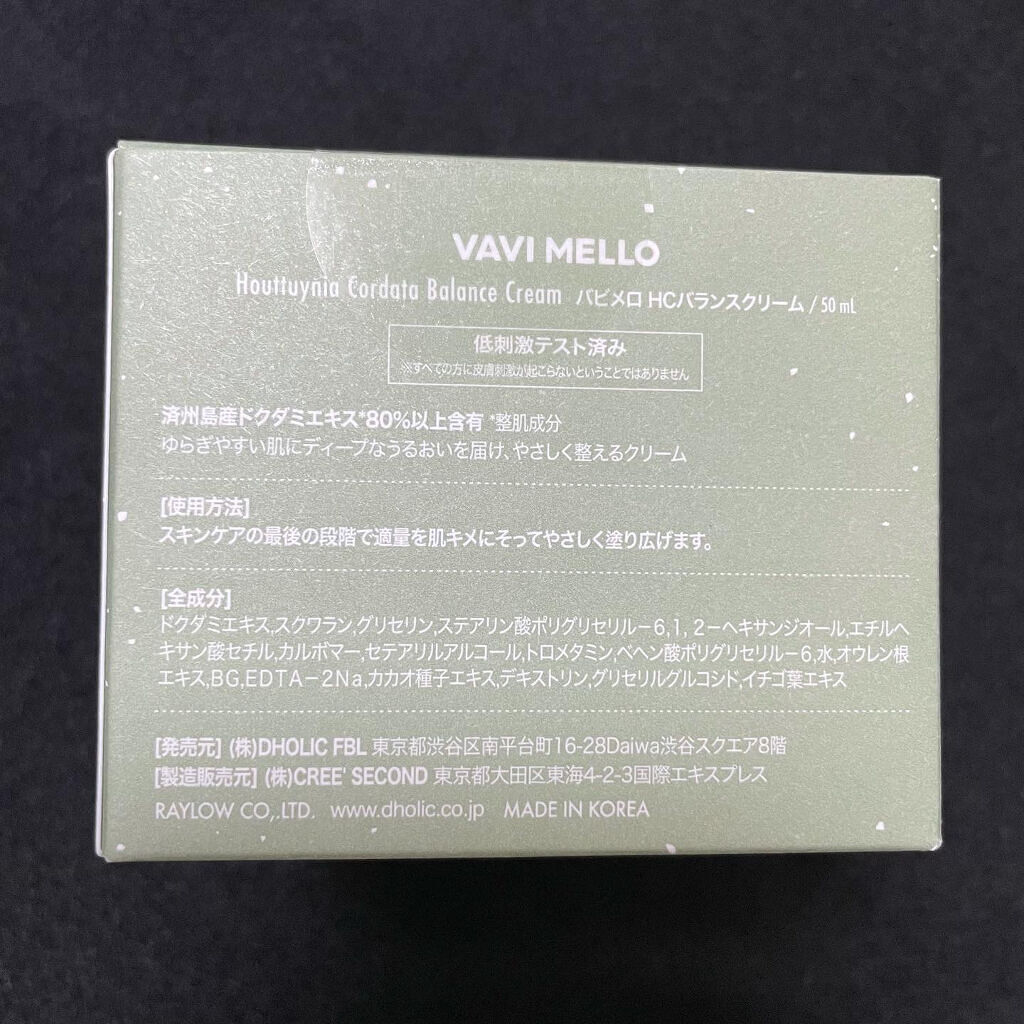 VAVI MELLO
Houttuynia Cordata Balance Cream バビメロ HCバランスクリーム / 50 mL
低刺激テスト済み
※すべての方に皮膚刺激が起こらないということではありません
済州島産ドクダミエキス*80%以上含有 *整肌成分
ゆらぎやすい肌にディープなうるおいを届け、やさしく整えるクリーム
[使用方法]
スキンケアの最後の段階で適量を肌キメにそってやさしく塗り広げます。
[全成分]
ドクダミエキス,スクワラン,グリセリン,ステアリン酸ポリグリセリル－6,1,2－ヘキサンジオール,エチルヘ
キサン酸セチル,カルボマー,セテアリルアルコール,トロメタミン,ベヘン酸ポリグリセリル－6,水,オウレン根
エキス,BG,EDTA－2Na,カカオ種子エキス,デキストリン,グリセリルグルコシド,イチゴ葉エキス
[発売元] (株)DHOLIC FBL 東京都渋谷区南平台町16-28Daiwa渋谷スクエア8階
[製造販売元] (株)CREE' SECOND 東京都大田区東海4-2-3国際エキスプレス
RAYLOW CO,.LTD. www.dholic.co.jp MADE IN KOREA